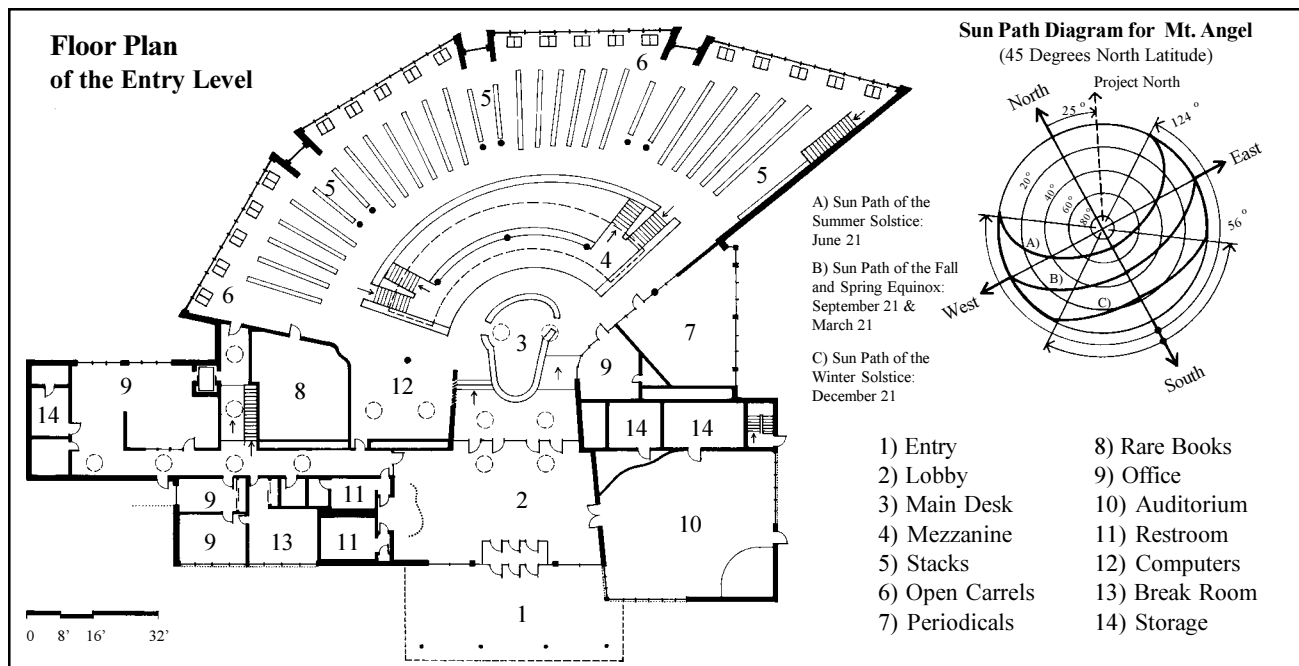 Floor Plan
of the Entry Level
Sun Path Diagram for Mt. Angel
(45 Degrees North Latitude)
Project North
North
25 °
124 °
East
20°
40°
60°
80°
56 °
A)
B)
C)
West
South
A) Sun Path of the
Summer Solstice:
June 21
B) Sun Path of the Fall
and Spring Equinox:
September 21 &
March 21
C) Sun Path of the
Winter Solstice:
December 21
6
5
5
5
4
6
3
7
9
9
8
12
14
14
14
9
11
2
10
9
13
11
1
0 8' 16' 32'
1) Entry
2) Lobby
3) Main Desk
4) Mezzanine
5) Stacks
6) Open Carrels
7) Periodicals
8) Rare Books
9) Office
10) Auditorium
11) Restroom
12) Computers
13) Break Room
14) Storage